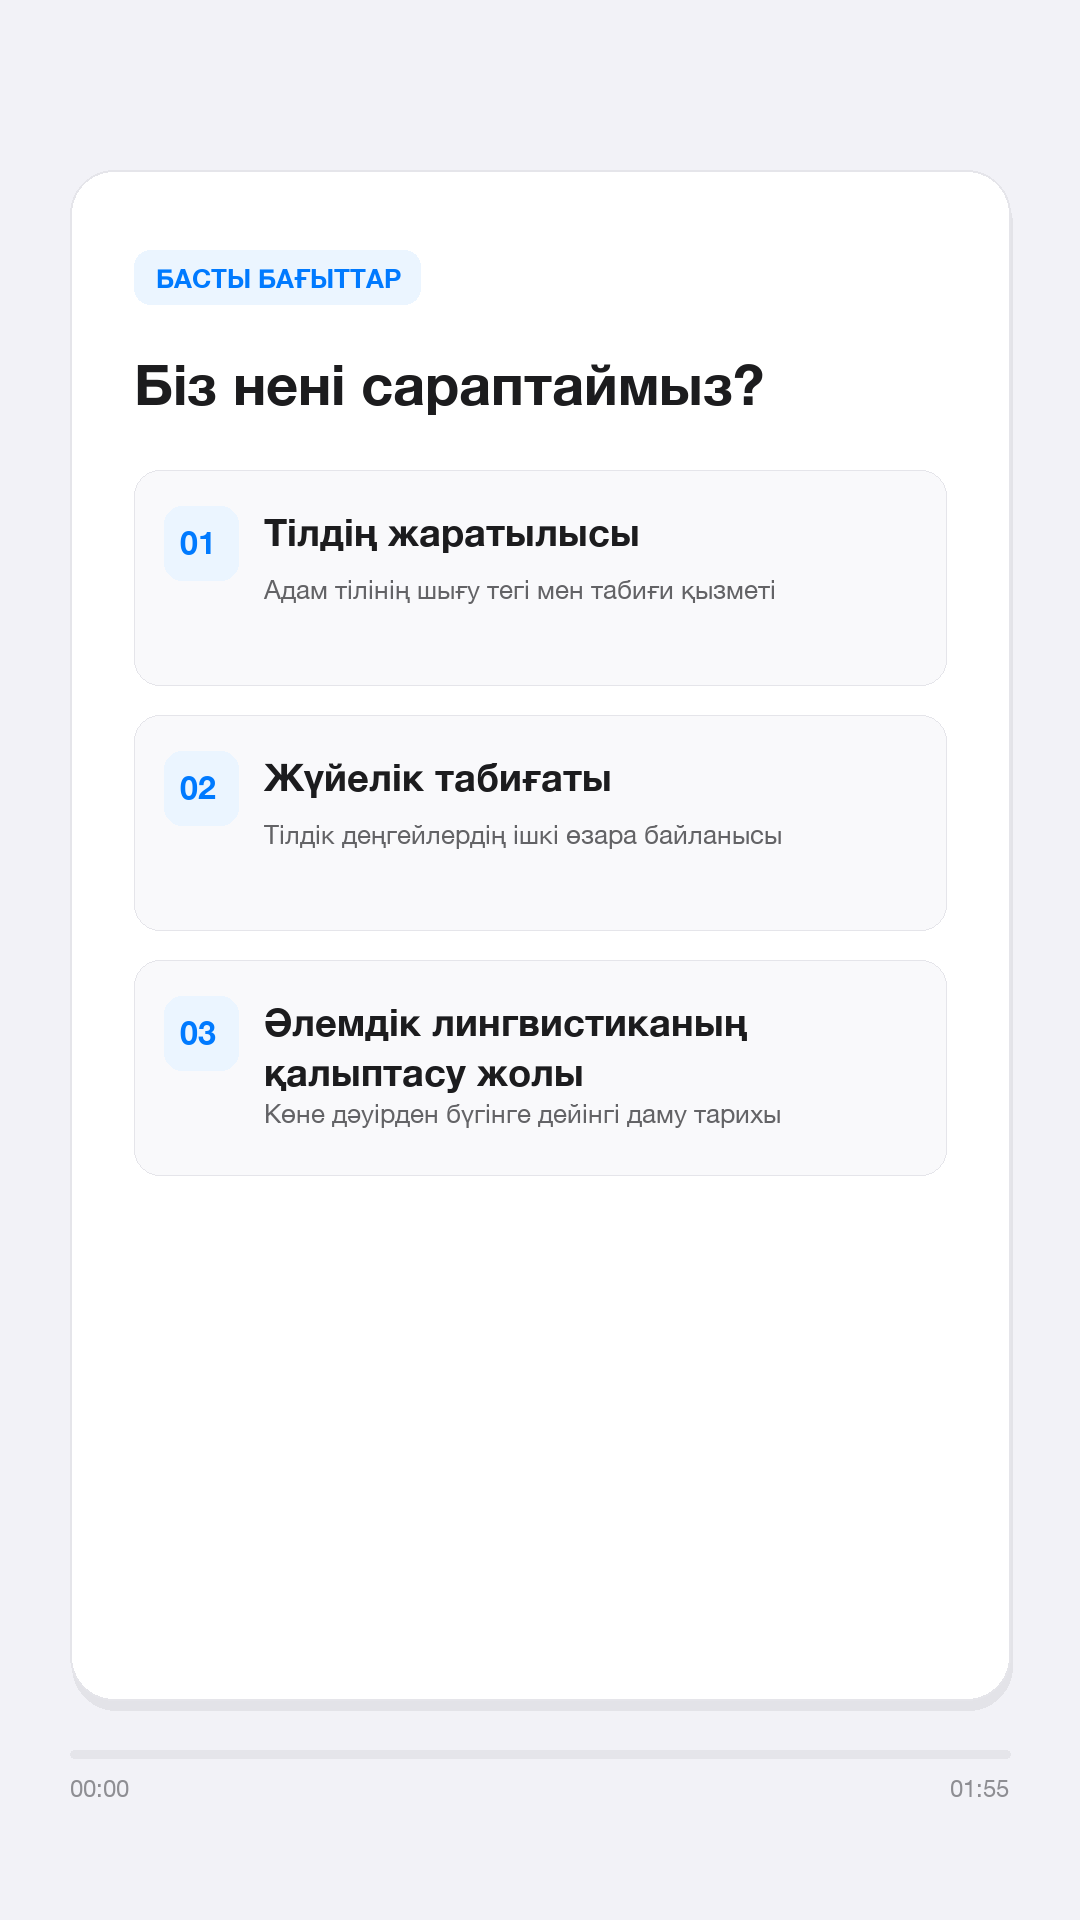 БАСТЫ БАҒЫТТАР
Біз нені сараптаймыз?
01
Тілдің жаратылысы
Адам тілінің шығу тегі мен табиғи қызметі
02
Жүйелік табиғаты
Тілдік деңгейлердің ішкі өзара байланысы
03
Әлемдік лингвистиканың
қалыптасу жолы
Көне дәуірден бүгінге дейінгі даму тарихы
00:00
01:55